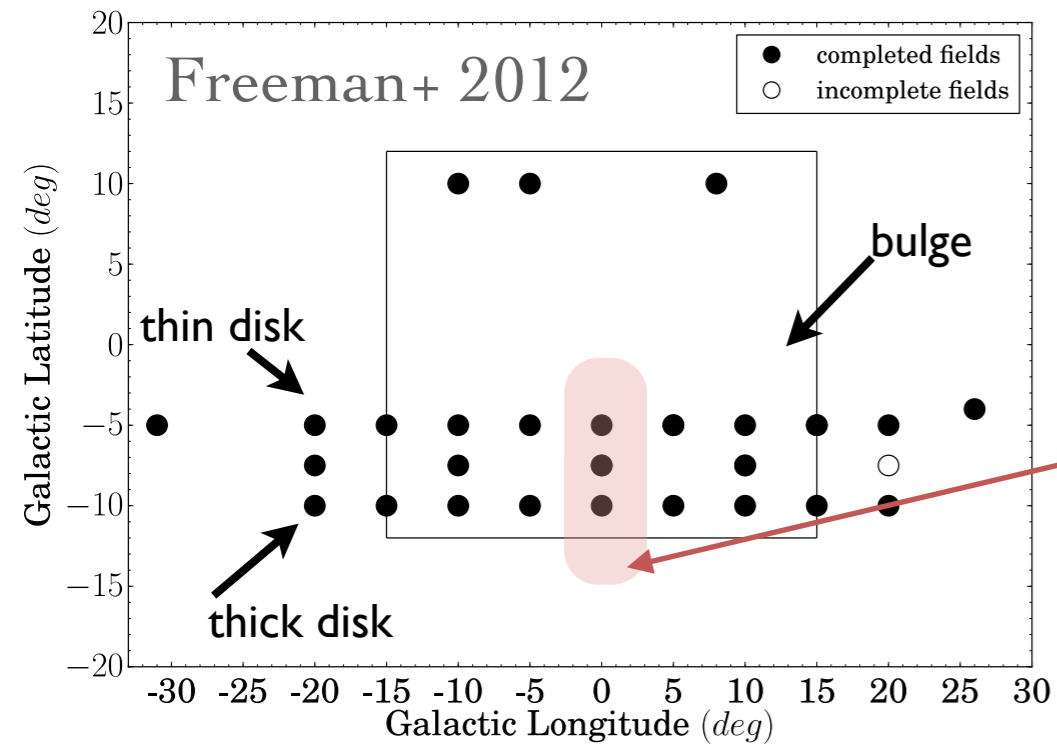 Freeman+ 2012
completed fields
incomplete fields
bulge
thin disk
thick disk
Galactic Latitude (deg)
20
15
10
5
0
−5
−10
−15
−20
-30 -25 -20 -15 -10 -5 0 5 10 15 20 25 30
Galactic Longitude (deg)